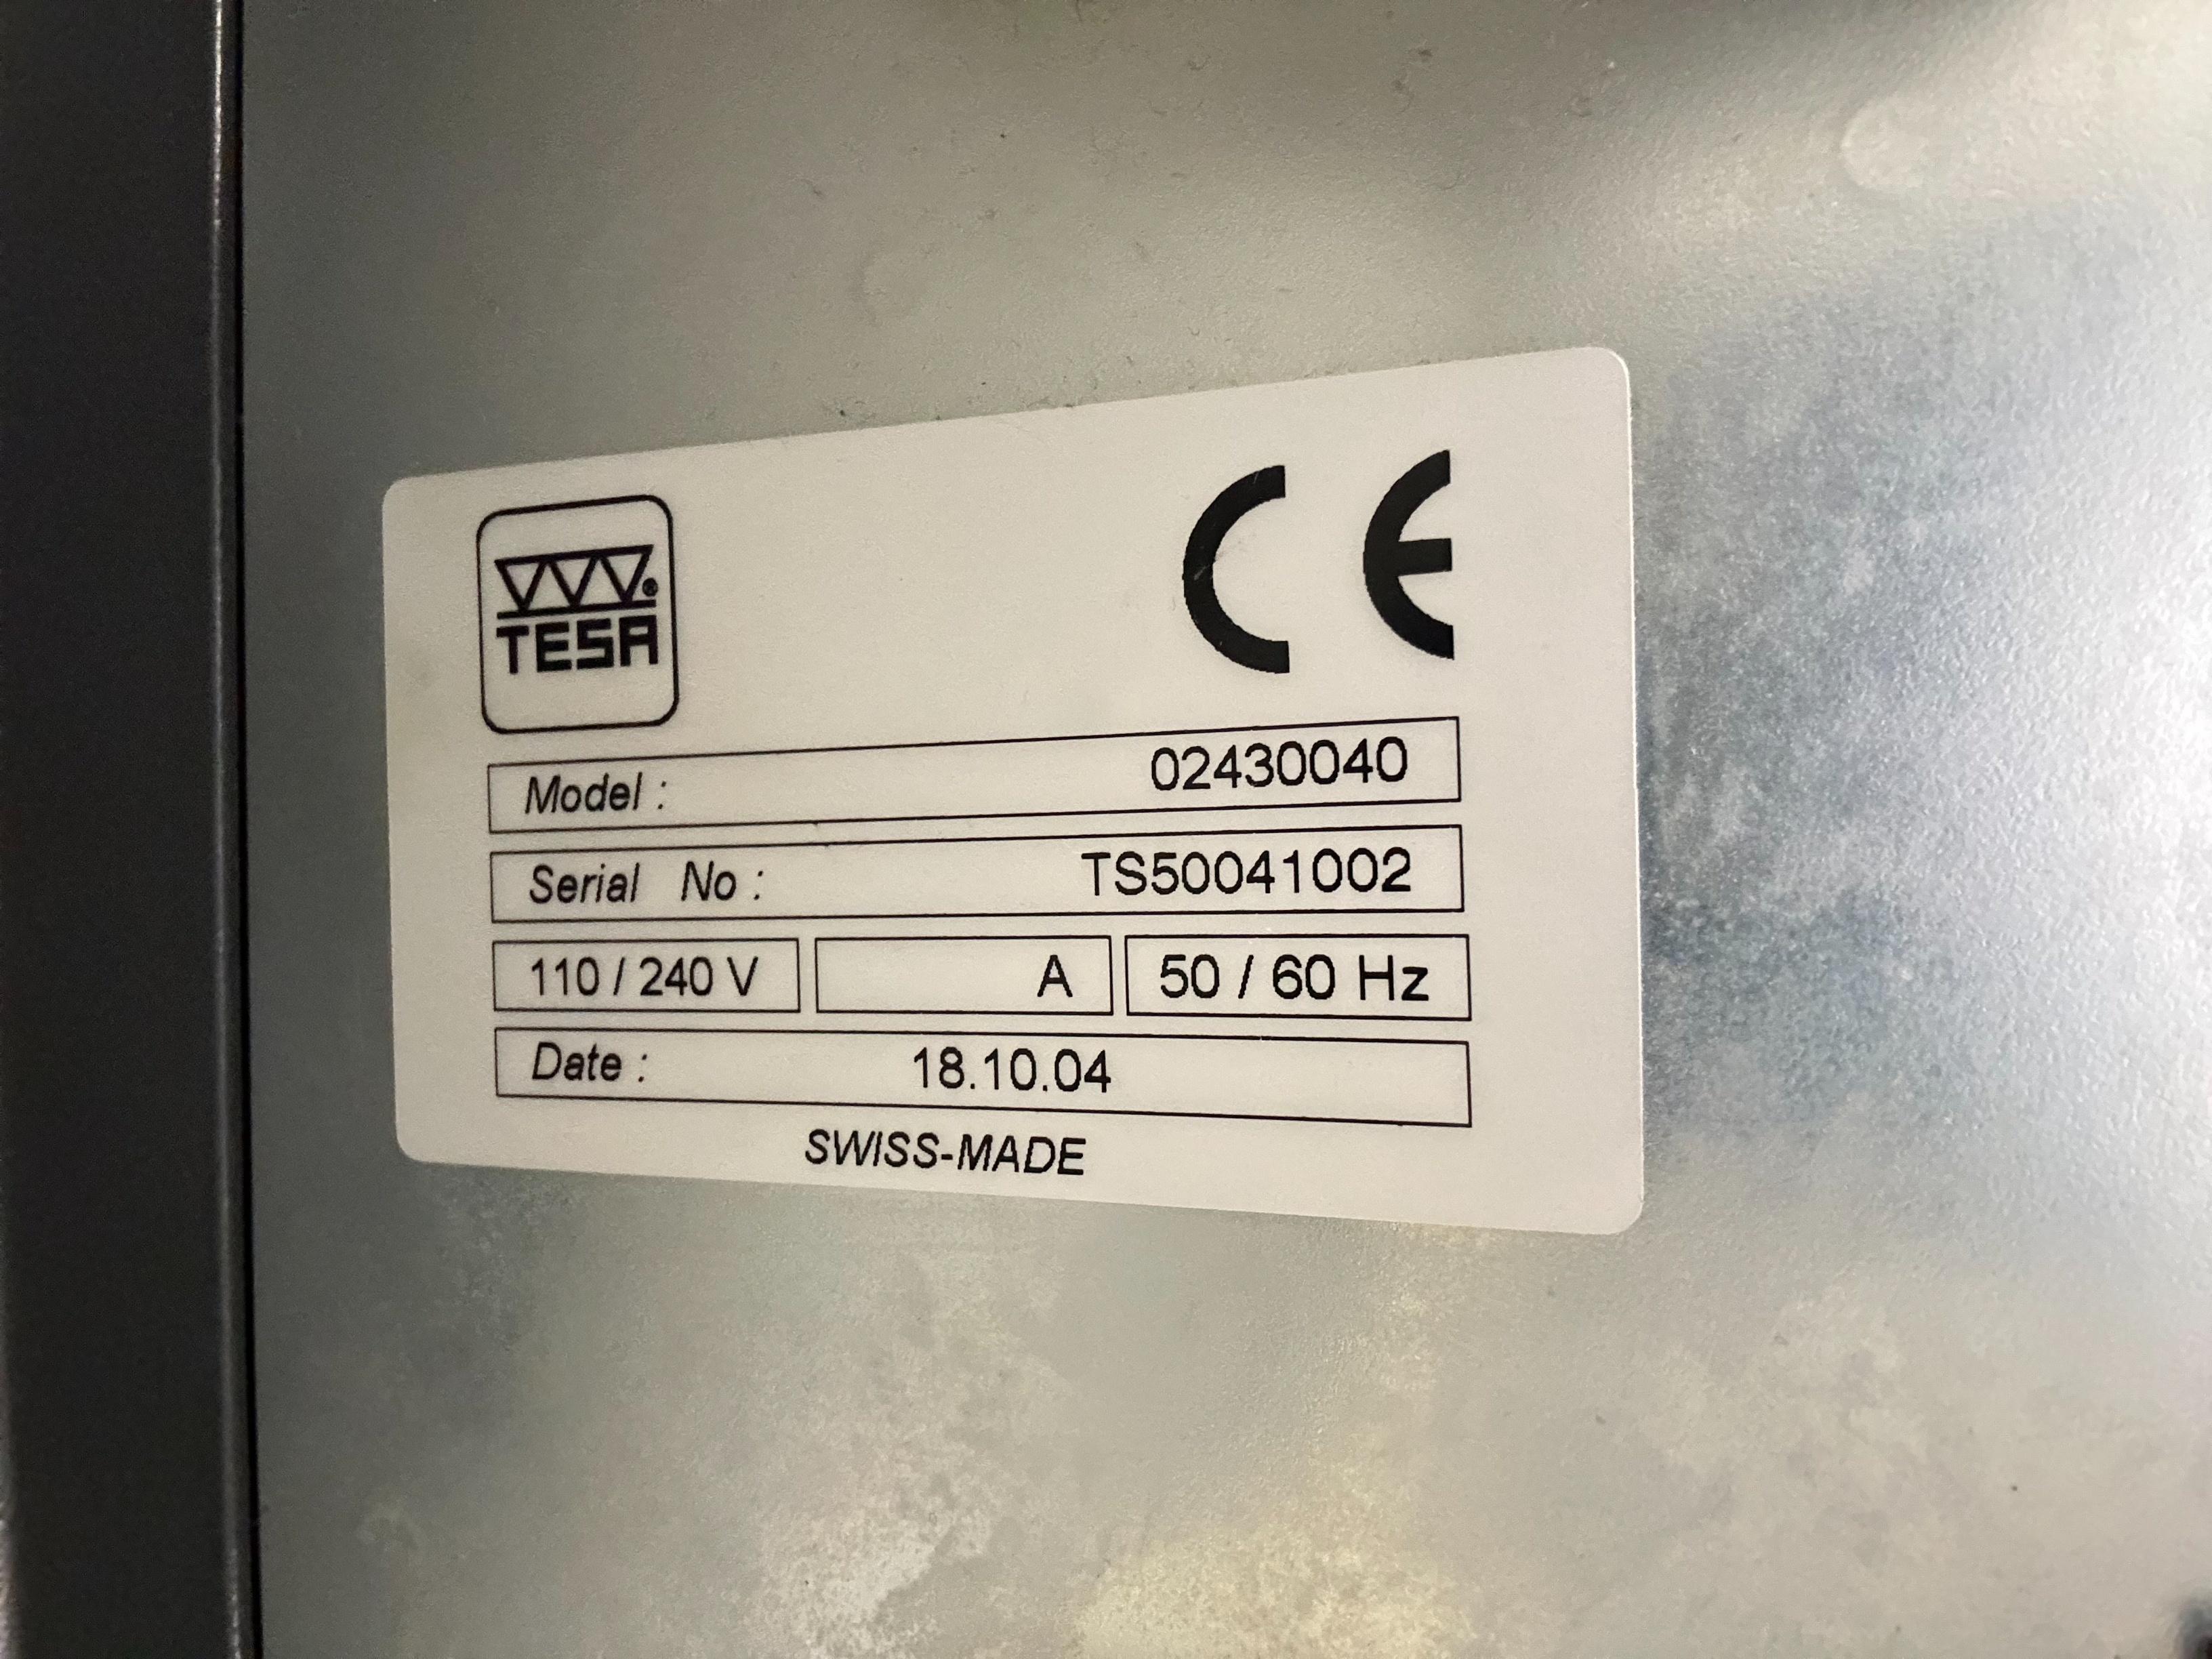 TESA
CE
Model : 02430040
Serial No : TS50041002
110 / 240 V A 50 / 60 Hz
Date : 18.10.04
SWISS-MADE